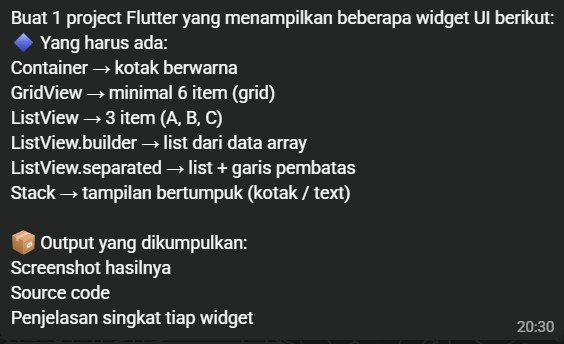 Buat 1 project Flutter yang menampilkan beberapa widget UI berikut:
🔷 Yang harus ada:
Container → kotak berwarna
GridView → minimal 6 item (grid)
ListView → 3 item (A, B, C)
ListView.builder → list dari data array
ListView.separated → list + garis pembatas
Stack → tampilan bertumpuk (kotak / text)

📦 Output yang dikumpulkan:
Screenshot hasilnya
Source code
Penjelasan singkat tiap widget
20:30